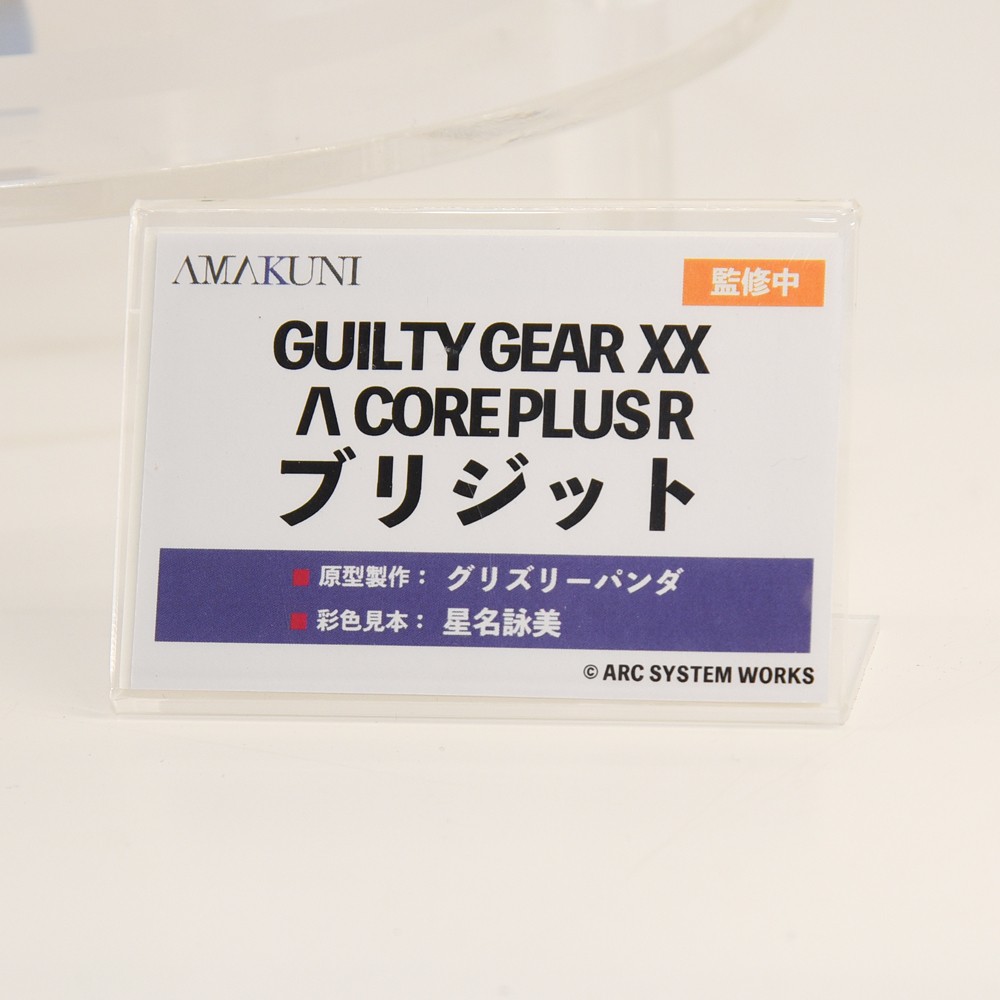 AMAKUNI
監修中
GUILTY GEAR XX
Λ CORE PLUS R
ブリジット
■ 原型製作： グリズリーパンダ
■ 彩色見本： 星名詠美
© ARC SYSTEM WORKS